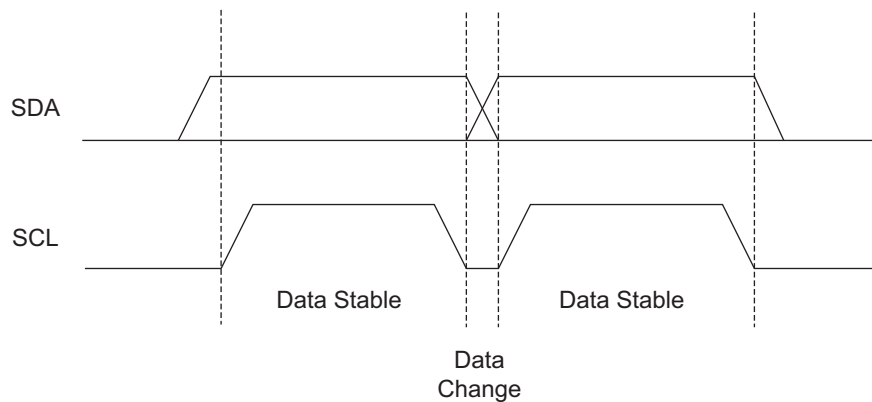 SDA
SCL
Data Stable
Data Stable
Data
Change